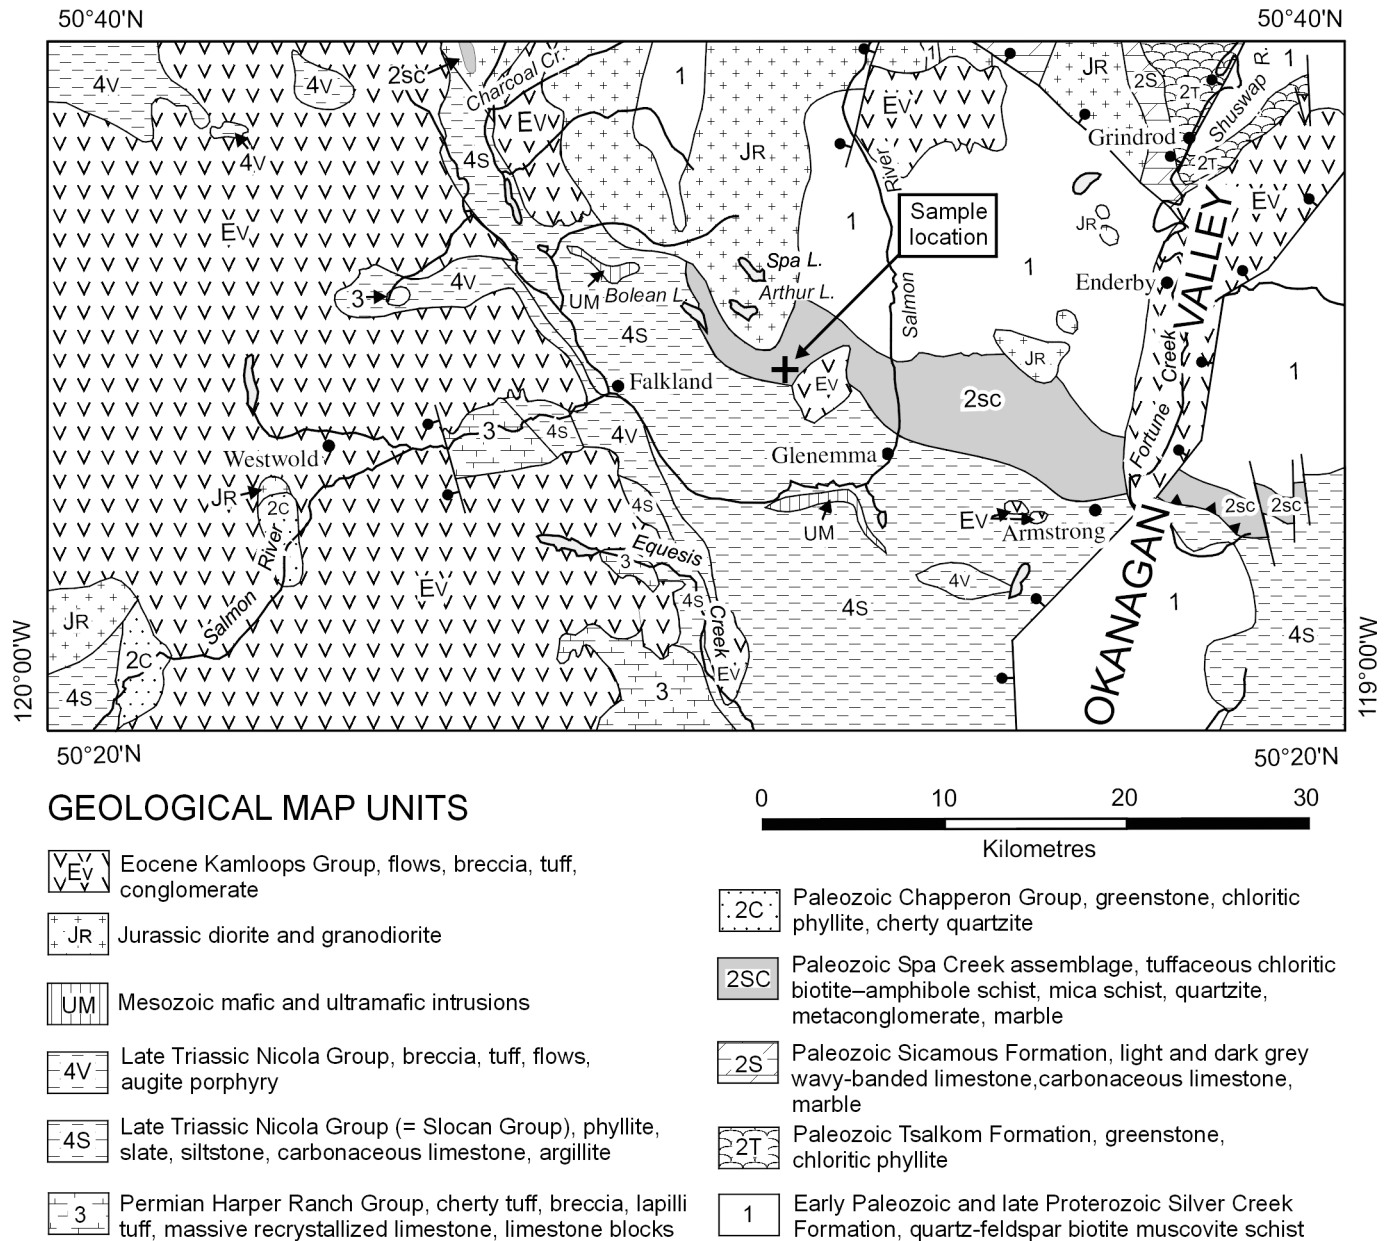 50°40'N
50°40'N
4V
4V
2SC
Charcoal Cr.
1
1
JR
2S
2T
R.
1
EV
EV
Shuswap
Grindrod
4V
4S
JR
River
2T
Sample
location
EV
EV
1
JR
VALLEY
UM
Bolean L.
Spa L.
Arthur L.
1
Enderby
3
4V
4S
Salmon
JR
Creek
1
Falkland
EV
2SC
3
4S
4V
Fortune
Westwold
Glenemma
JR
2C
4S
UM
EV
Armstrong
2SC
2SC
River
Equesis
3
OKANAGAN
EV
4S
4V
4S
1
JR
Salmon
Creek
4S
2C
EV
3
4S
120°00'W
119°00'W
50°20'N
50°20'N
GEOLOGICAL MAP UNITS
0
10
20
30
Kilometres
EV
Eocene Kamloops Group, flows, breccia, tuff,
conglomerate
JR
Jurassic diorite and granodiorite
UM
Mesozoic mafic and ultramafic intrusions
4V
Late Triassic Nicola Group, breccia, tuff, flows,
augite porphyry
4S
Late Triassic Nicola Group (= Slocan Group), phyllite,
slate, siltstone, carbonaceous limestone, argillite
3
Permian Harper Ranch Group, cherty tuff, breccia, lapilli
tuff, massive recrystallized limestone, limestone blocks
2C
Paleozoic Chapperon Group, greenstone, chloritic
phyllite, cherty quartzite
2SC
Paleozoic Spa Creek assemblage, tuffaceous chloritic
biotite–amphibole schist, mica schist, quartzite,
metaconglomerate, marble
2S
Paleozoic Sicamous Formation, light and dark grey
wavy-banded limestone,carbonaceous limestone,
marble
2T
Paleozoic Tsalkom Formation, greenstone,
chloritic phyllite
1
Early Paleozoic and late Proterozoic Silver Creek
Formation, quartz-feldspar biotite muscovite schist